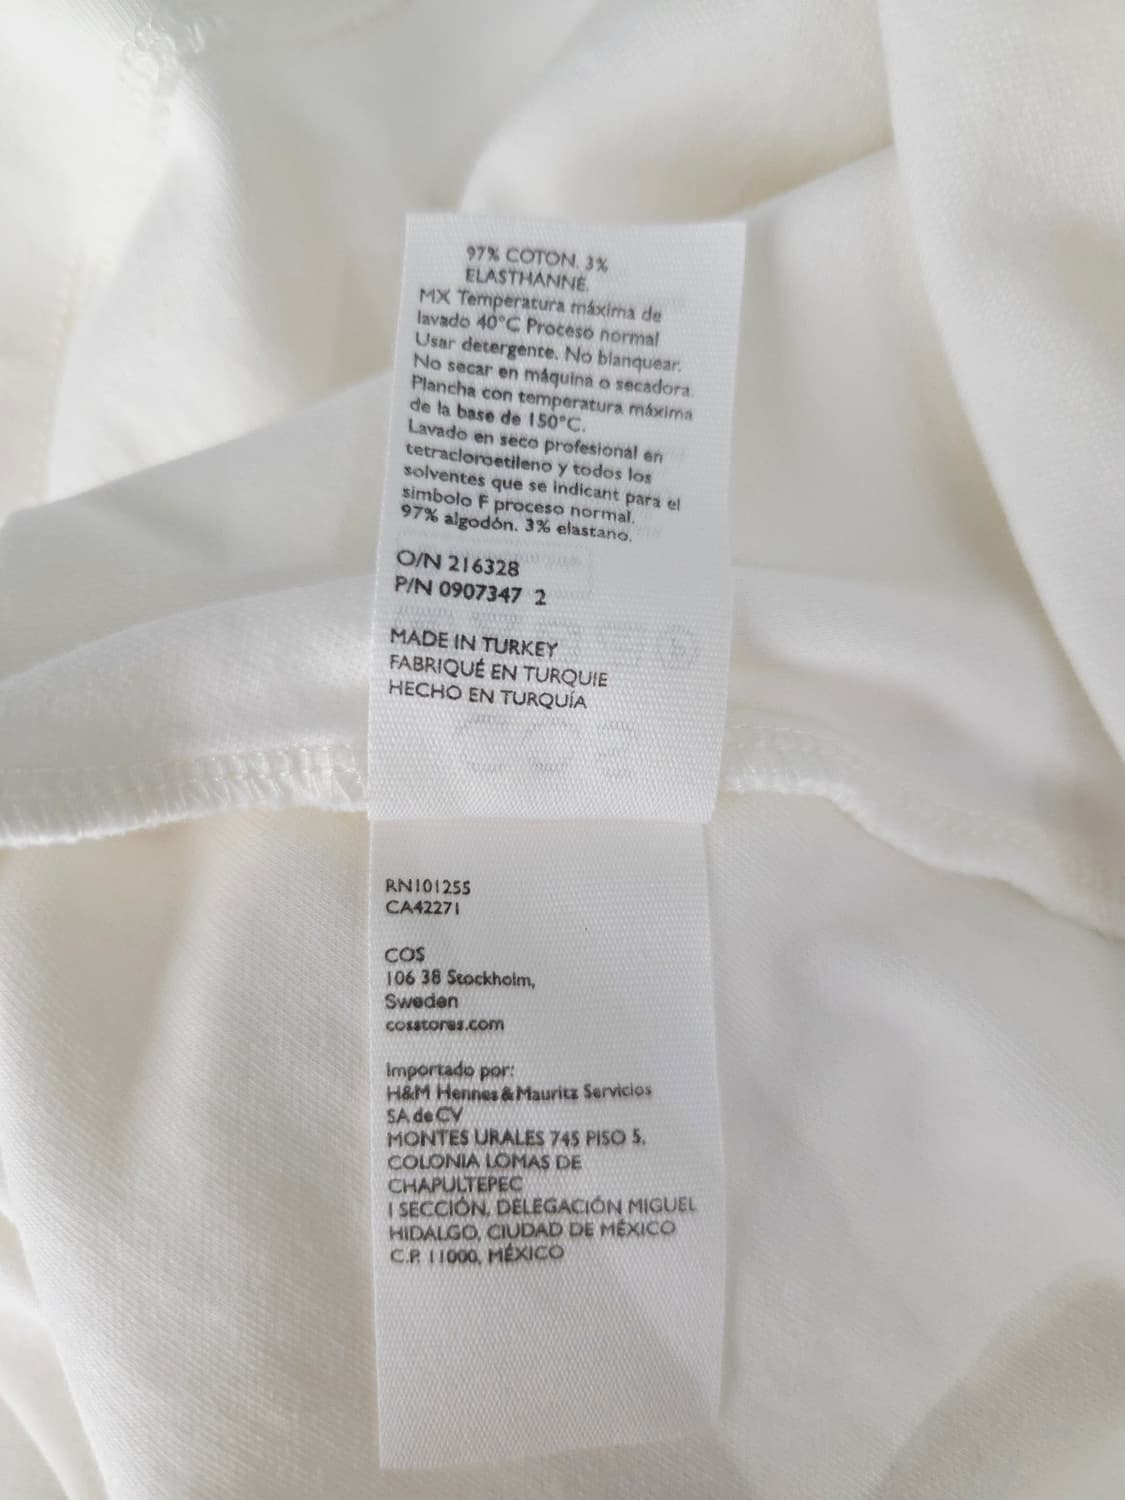 97% COTON. 3%
ELASTHANNE.
MX Temperatura máxima de
lavado 40°C Proceso normal
Usar detergente. No blanquear.
No secar en máquina o secadora.
Plancha con temperatura máxima
de la base de 150°C.
Lavado en seco profesional en
tetracloroetileno y todos los
solventes que se indicant para el
simbolo F proceso normal.
97% algodón. 3% elastano.
O/N 216328
P/N 0907347 2
MADE IN TURKEY
FABRIQUÉ EN TURQUIE
HECHO EN TURQUÍA
RN101255
CA42271
COS
106 38 Stockholm,
Sweden
cosstores.com
Importado por:
H&M Hennes & Mauritz Servicios
SA de CV
MONTES URALES 745 PISO 5,
COLONIA LOMAS DE
CHAPULTEPEC
I SECCIÓN, DELEGACIÓN MIGUEL
HIDALGO, CIUDAD DE MÉXICO
C.P. 11000, MÉXICO